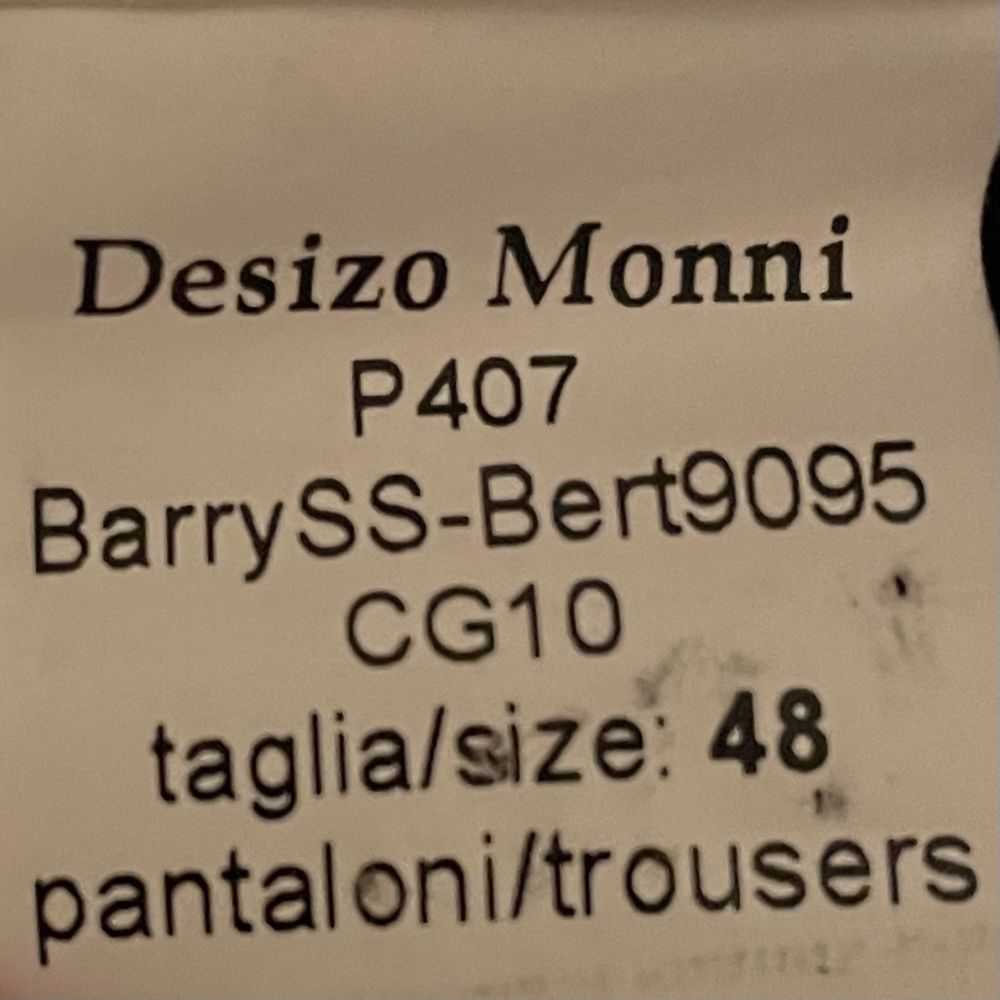 Desizo Monni
P407
BarrySS-Bert9095
CG10
taglia/size: 48
pantaloni/trousers